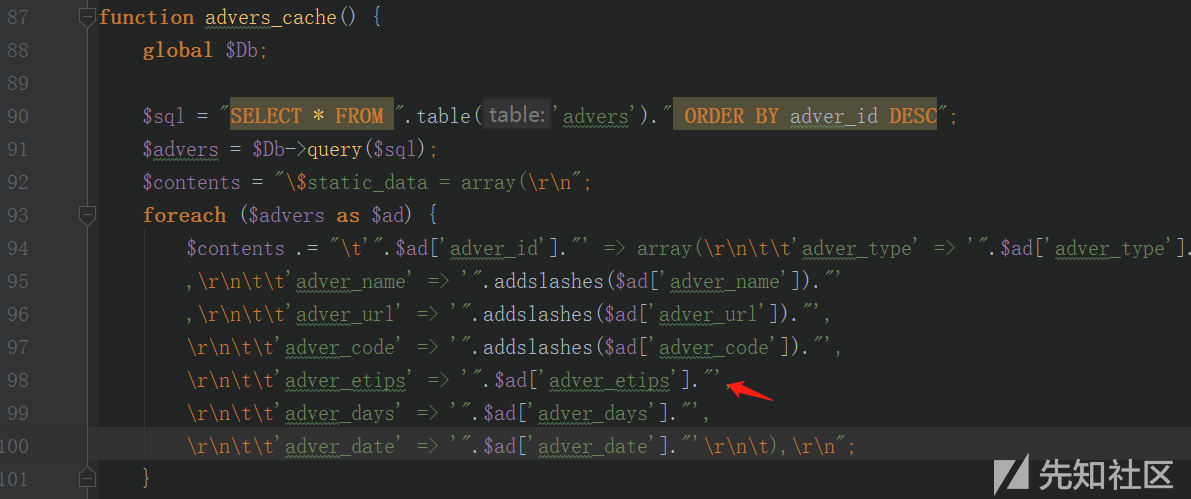 87 function advers_cache() {
88 global $Db;
89
90 $sql = "SELECT * FROM ".table( table: 'advers')." ORDER BY adver_id DESC";
91 $advers = $Db->query($sql);
92 $contents = "\$static_data = array(\r\n";
93 foreach ($advers as $ad) {
94 $contents .= "\t'".$ad['adver_id']."' => array(\r\n\t\t'adver_type' => '".$ad['adver_type'].
95 ,\r\n\t\t'adver_name' => '".addslashes($ad['adver_name'])."'
96 ,\r\n\t\t'adver_url' => '".addslashes($ad['adver_url'])."',
97 \r\n\t\t'adver_code' => '".addslashes($ad['adver_code'])."',
98 \r\n\t\t'adver_etips' => '".$ad['adver_etips']."',
99 \r\n\t\t'adver_days' => '".$ad['adver_days']."',
100 \r\n\t\t'adver_date' => '".$ad['adver_date']."'\r\n\t),\r\n";
101 }
先知社区